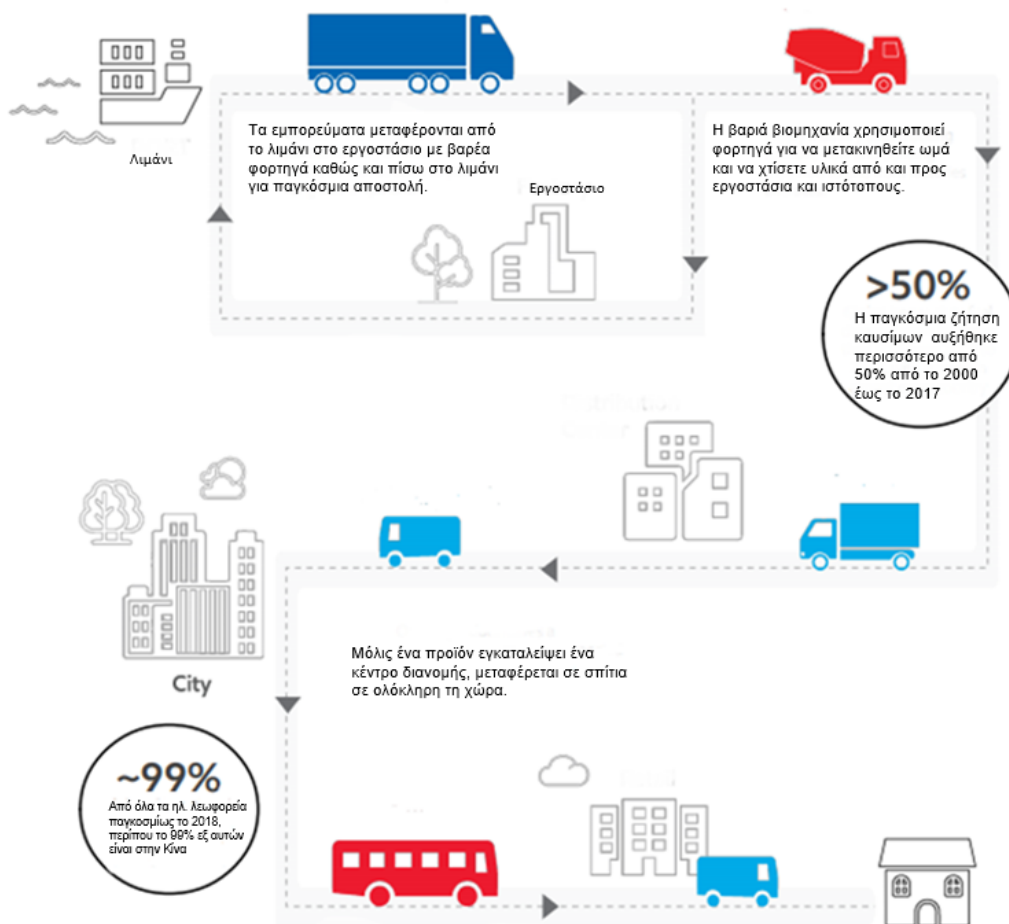 Λιμάνι
Τα εμπορεύματα μεταφέρονται από
το λιμάνι στο εργοστάσιο με βαρέα
φορτηγά καθώς και πίσω στο λιμάνι
για παγκόσμια αποστολή.
Εργοστάσιο
Η βαριά βιομηχανία χρησιμοποιεί
φορτηγά για να μετακινηθείτε ωμά
και να χτίσετε υλικά από και προς
εργοστάσια και ιστότοπους.
>50%
Η παγκόσμια ζήτηση
καυσίμων αυξήθηκε
περισσότερο από
50% από το 2000
έως το 2017
City
Μόλις ένα προϊόν εγκαταλείψει ένα
κέντρο διανομής, μεταφέρεται σε σπίτια
σε ολόκληρη τη χώρα.
~99%
Από όλα τα ηλ. λεωφορεία
παγκοσμίως το 2018,
περίπου το 99% εξ αυτών
είναι στην Κίνα